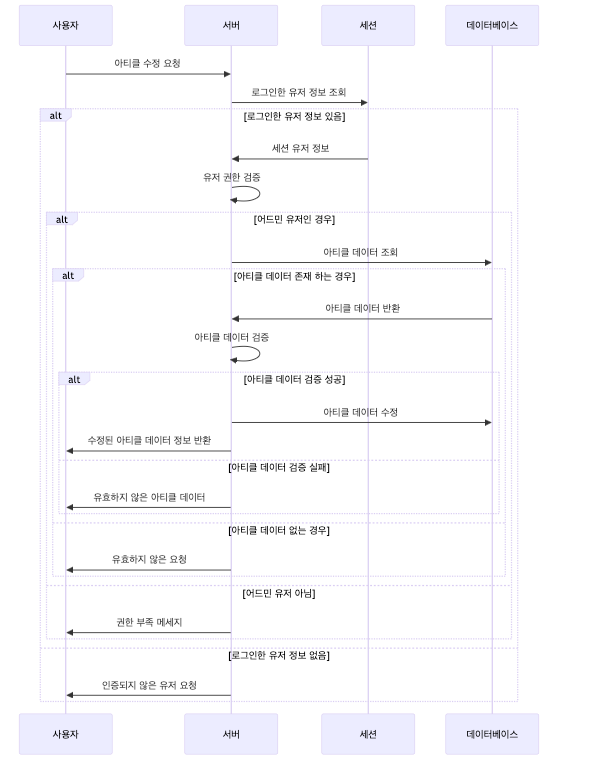 사용자
서버
세션
데이터베이스
아티클 수정 요청
로그인한 유저 정보 조회
alt
[로그인한 유저 정보 있음]
세션 유저 정보
유저 권한 검증
alt
[어드민 유저인 경우]
아티클 데이터 조회
alt
[아티클 데이터 존재 하는 경우]
아티클 데이터 반환
아티클 데이터 검증
alt
[아티클 데이터 검증 성공]
아티클 데이터 수정
수정된 아티클 데이터 정보 반환
[아티클 데이터 검증 실패]
유효하지 않은 아티클 데이터
[아티클 데이터 없는 경우]
유효하지 않은 요청
[어드민 유저 아님]
권한 부족 메세지
[로그인한 유저 정보 없음]
인증되지 않은 유저 요청
사용자
서버
세션
데이터베이스